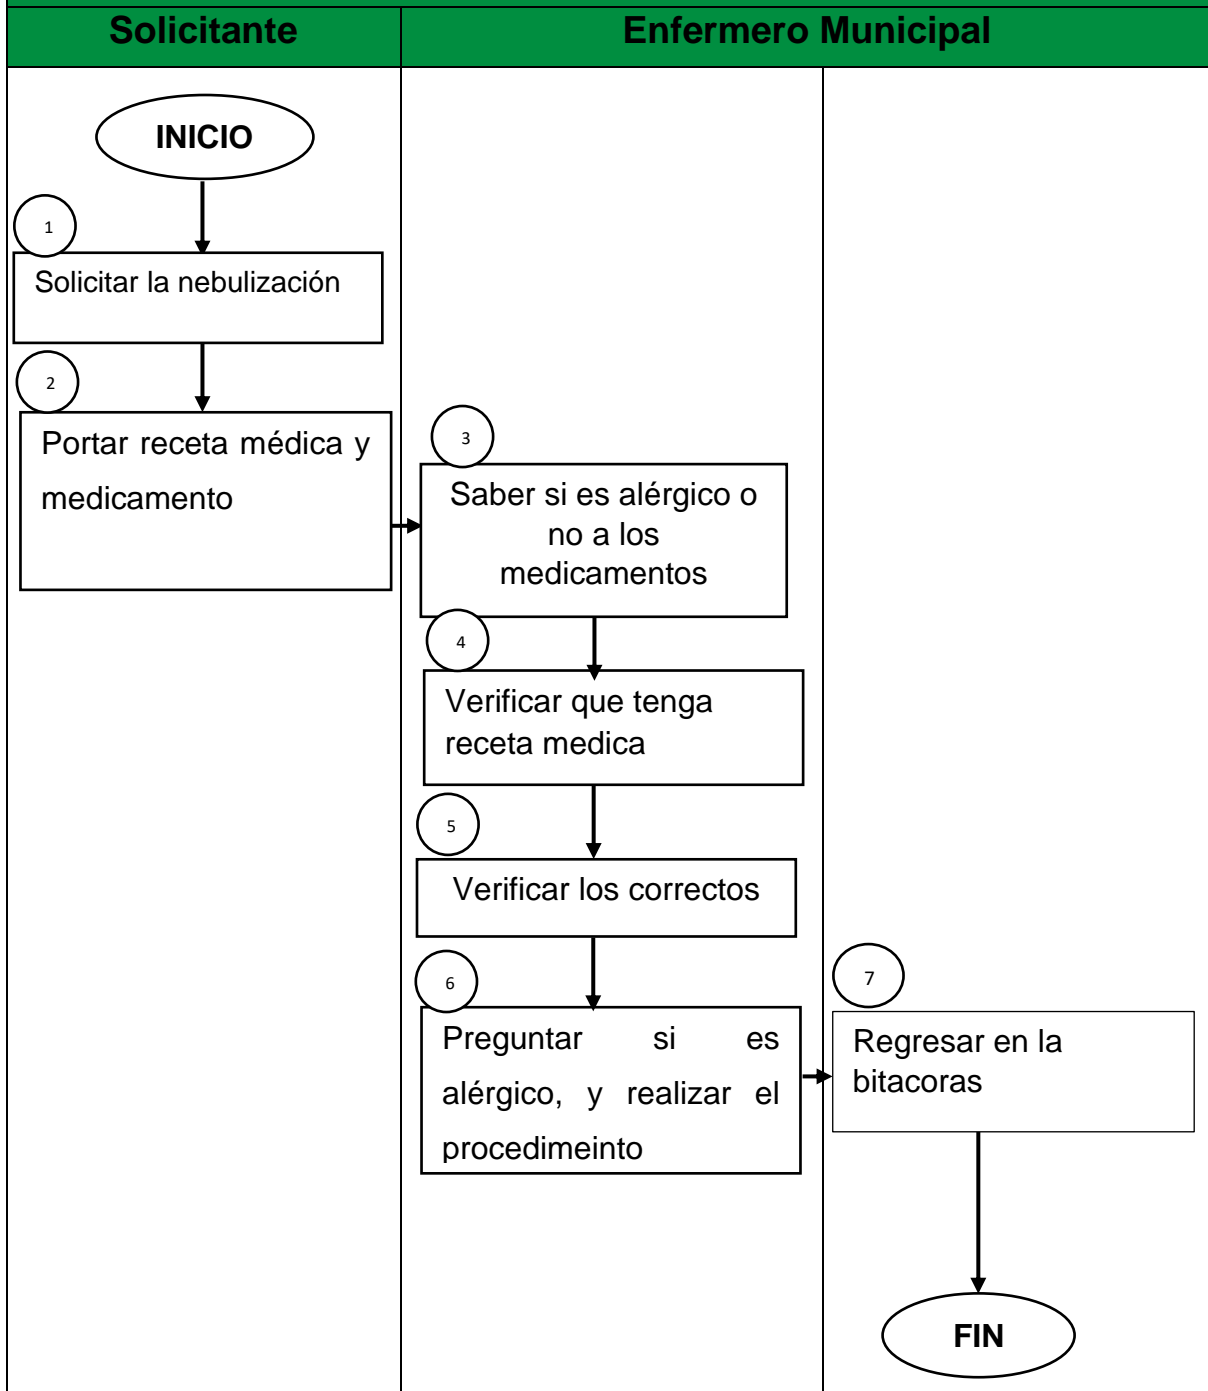 Solicitante
Enfermero Municipal
INICIO
1
Solicitar la nebulización
2
Portar receta médica y
medicamento
3
Saber si es alérgico o
no a los
medicamentos
4
Verificar que tenga
receta medica
5
Verificar los correctos
6
Preguntar si es
alérgico, y realizar el
procedimeinto
7
Regresar en la
bitacoras
FIN